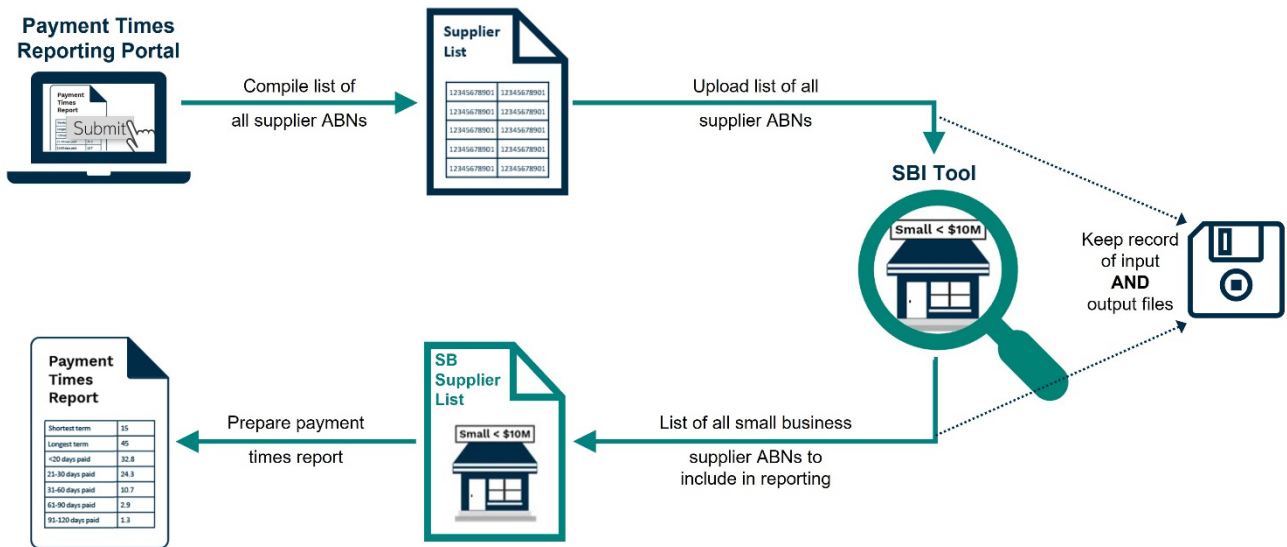 Payment Times
Reporting Portal
Payment
Times
Report
Submit
Compile list of
all supplier ABNs
Supplier
List
12345678901 12345678901
12345678901 12345678901
12345678901 12345678901
12345678901 12345678901
12345678901 12345678901
Upload list of all
supplier ABNs
SBI Tool
Small < $10M
Keep record
of input
AND
output files
List of all small business
supplier ABNs to
include in reporting
SB
Supplier
List
Small < $10M
Prepare payment
times report
Payment
Times
Report
Shortest term 15
Longest term 45
<20 days paid 32.8
21-30 days paid 24.3
31-60 days paid 10.7
61-90 days paid 2.9
91-120 days paid 1.3